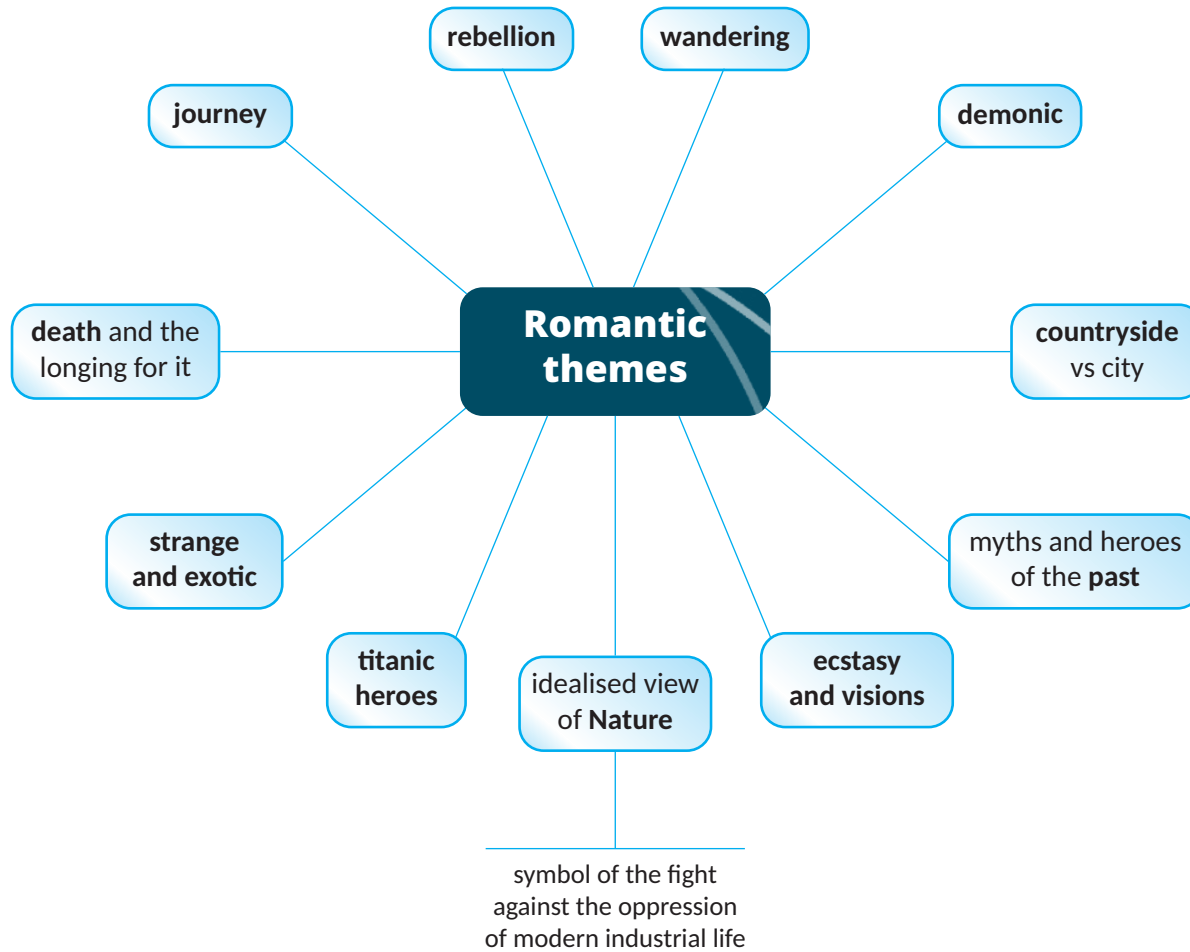 rebellion
wandering
journey
demonic
Romantic
themes
death and the
longing for it
countryside
vs city
strange
and exotic
myths and heroes
of the past
titanic
heroes
idealised view
of Nature
ecstasy
and visions
symbol of the fight
against the oppression
of modern industrial life